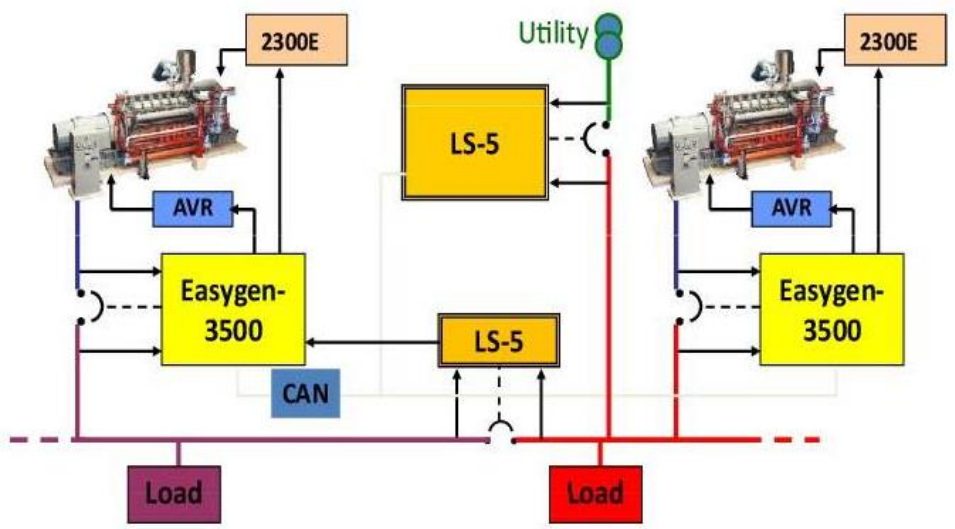 2300E
Utility
2300E
LS-5
AVR
AVR
Easygen-
3500
Easygen-
3500
LS-5
CAN
Load
Load